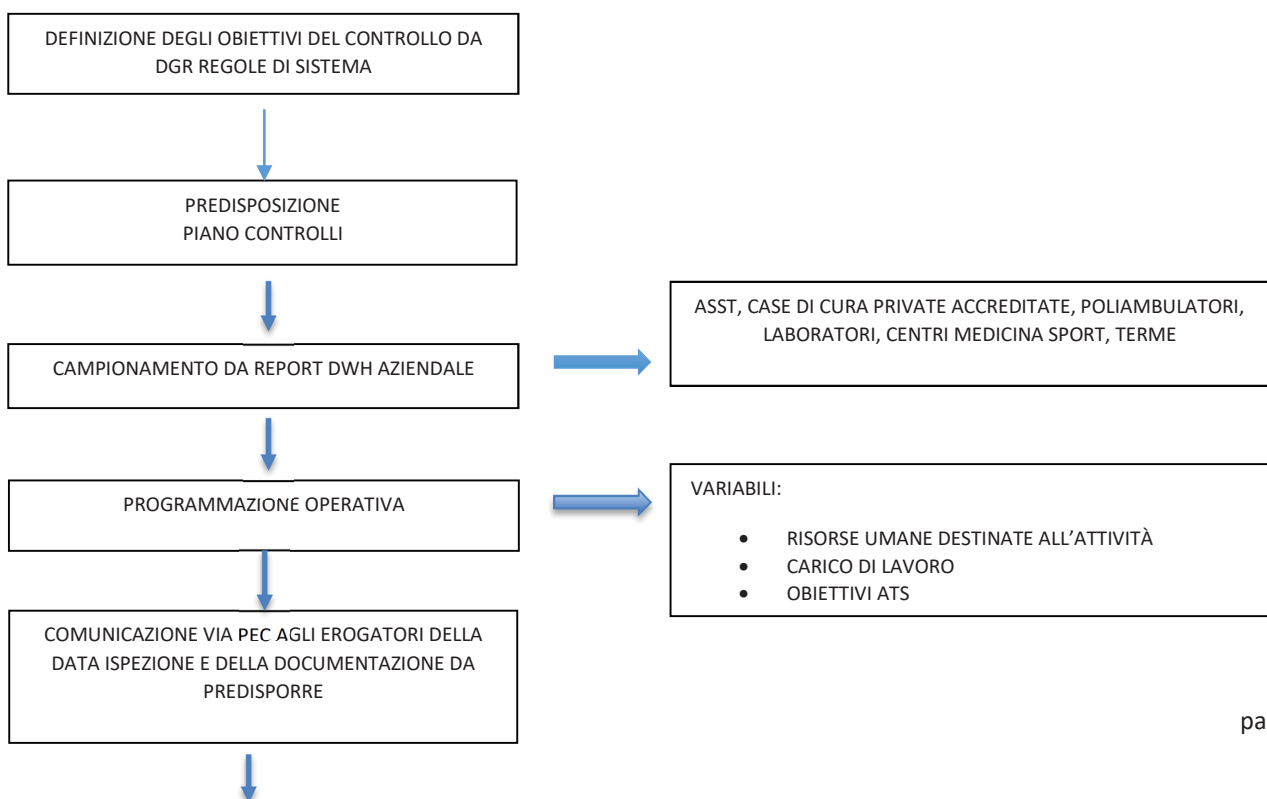 DEFINIZIONE DEGLI OBIETTIVI DEL CONTROLLO DA
DGR REGOLE DI SISTEMA
PREDISPOSIZIONE
PIANO CONTROLLI
CAMPIONAMENTO DA REPORT DWH AZIENDALE
ASST, CASE DI CURA PRIVATE ACCREDITATE, POLIAMBULATORI,
LABORATORI, CENTRI MEDICINA SPORT, TERME
PROGRAMMAZIONE OPERATIVA
VARIABILI:
• RISORSE UMANE DESTINATE ALL’ATTIVITÀ
• CARICO DI LAVORO
• OBIETTIVI ATS
COMUNICAZIONE VIA PEC AGLI EROGATORI DELLA
DATA ISPEZIONE E DELLA DOCUMENTAZIONE DA
PREDISPORRE
pa